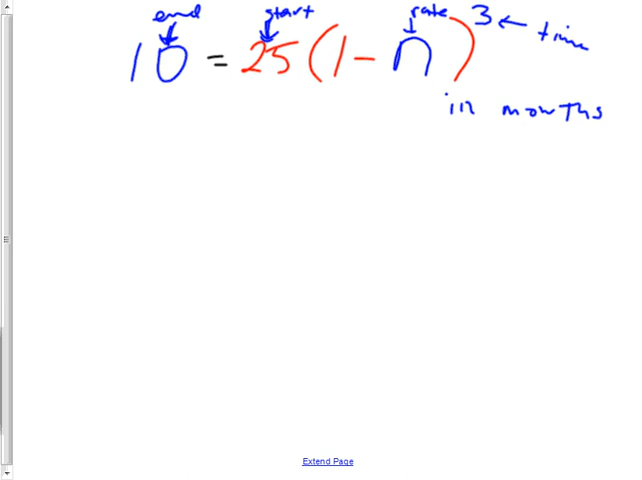 end start rate
10 = 25 (1 - n)³ ← time
in months
Extend Page